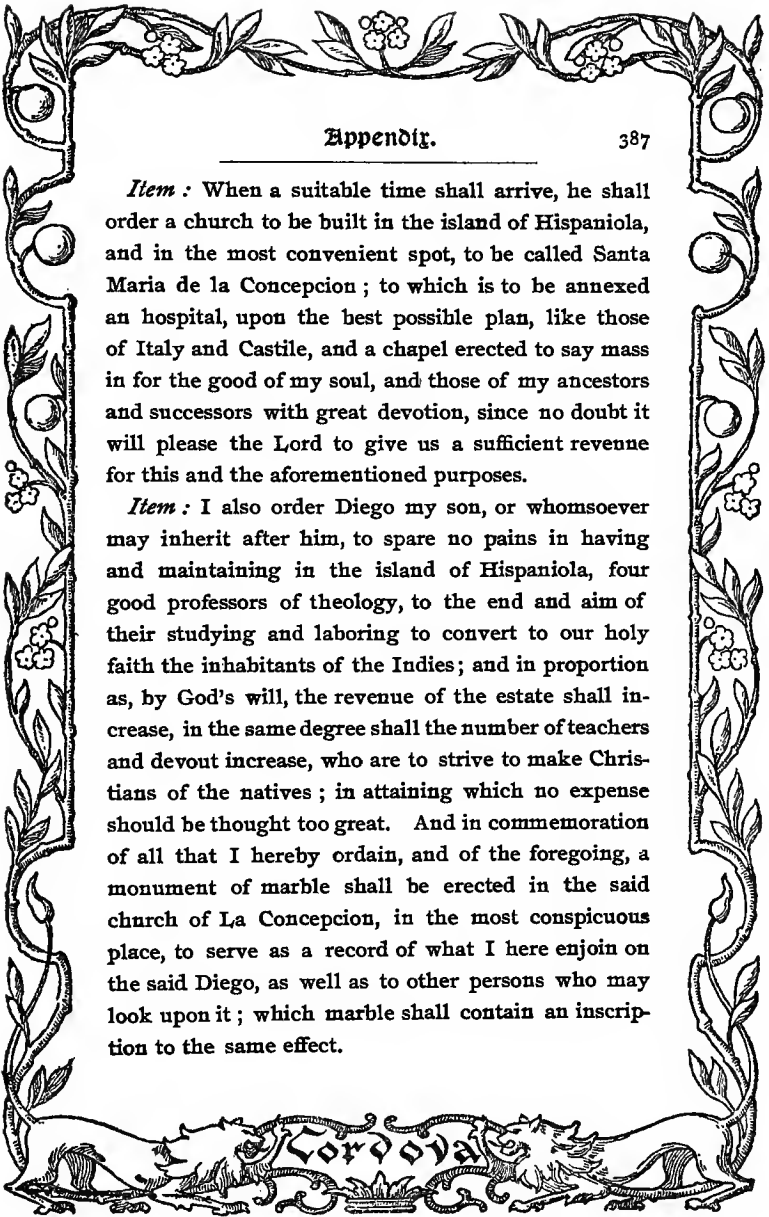 Appendix. 387
Item : When a suitable time shall arrive, he shall
order a church to be built in the island of Hispaniola,
and in the most convenient spot, to be called Santa
Maria de la Concepcion ; to which is to be annexed
an hospital, upon the best possible plan, like those
of Italy and Castile, and a chapel erected to say mass
in for the good of my soul, and those of my ancestors
and successors with great devotion, since no doubt it
will please the Lord to give us a sufficient revenue
for this and the aforementioned purposes.
Item : I also order Diego my son, or whomsoever
may inherit after him, to spare no pains in having
and maintaining in the island of Hispaniola, four
good professors of theology, to the end and aim of
their studying and laboring to convert to our holy
faith the inhabitants of the Indies; and in proportion
as, by God's will, the revenue of the estate shall in-
crease, in the same degree shall the number of teachers
and devout increase, who are to strive to make Chris-
tians of the natives ; in attaining which no expense
should be thought too great. And in commemoration
of all that I hereby ordain, and of the foregoing, a
monument of marble shall be erected in the said
church of La Concepcion, in the most conspicuous
place, to serve as a record of what I here enjoin on
the said Diego, as well as to other persons who may
look upon it ; which marble shall contain an inscrip-
tion to the same effect.
Cordova